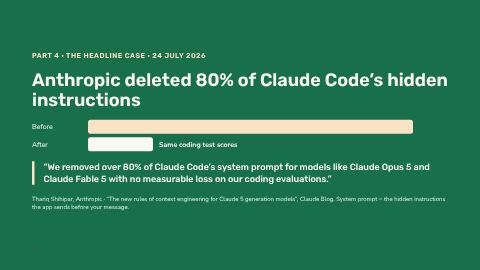 PART 4 • THE HEADLINE CASE • 24 JULY 2026
Anthropic deleted 80% of Claude Code’s hidden
instructions
Before
After
Same coding test scores
“We removed over 80% of Claude Code’s system prompt for models like Claude Opus 5 and
Claude Fable 5 with no measurable loss on our coding evaluations.”
Thariq Shihipar, Anthropic · “The new rules of context engineering for Claude 5 generation models”, Claude Blog. System prompt = the hidden instructions
the app sends before your message.